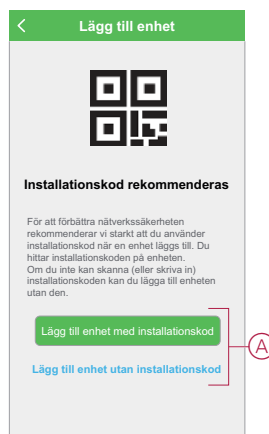 Lägg till enhet
Installationskod rekommenderas
För att förbättra nätverkssäkerheten
rekommenderar vi starkt att du använder
installationskod när en enhet läggs till. Du
hittar installationskoden på enheten.
Om du inte kan skanna (eller skriva in)
installationskoden kan du lägga till enheten
utan den.
Lägg till enhet med installationskod
A
Lägg till enhet utan installationskod